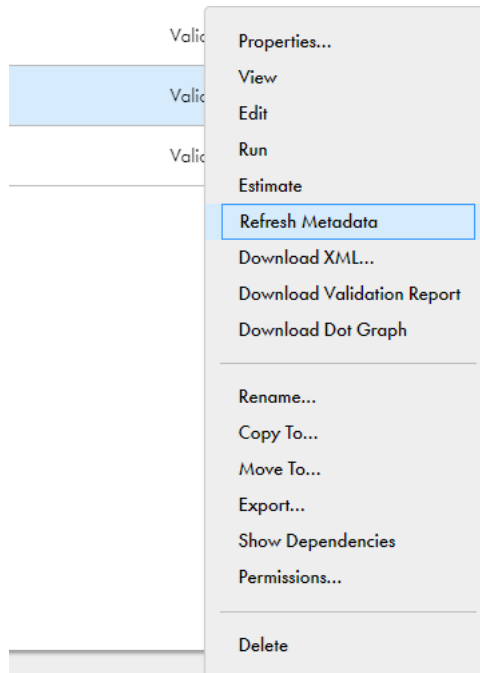 Properties...
View
Edit
Run
Estimate
Refresh Metadata
Download XML...
Download Validation Report
Download Dot Graph
Rename...
Copy To...
Move To...
Export...
Show Dependencies
Permissions...
Delete